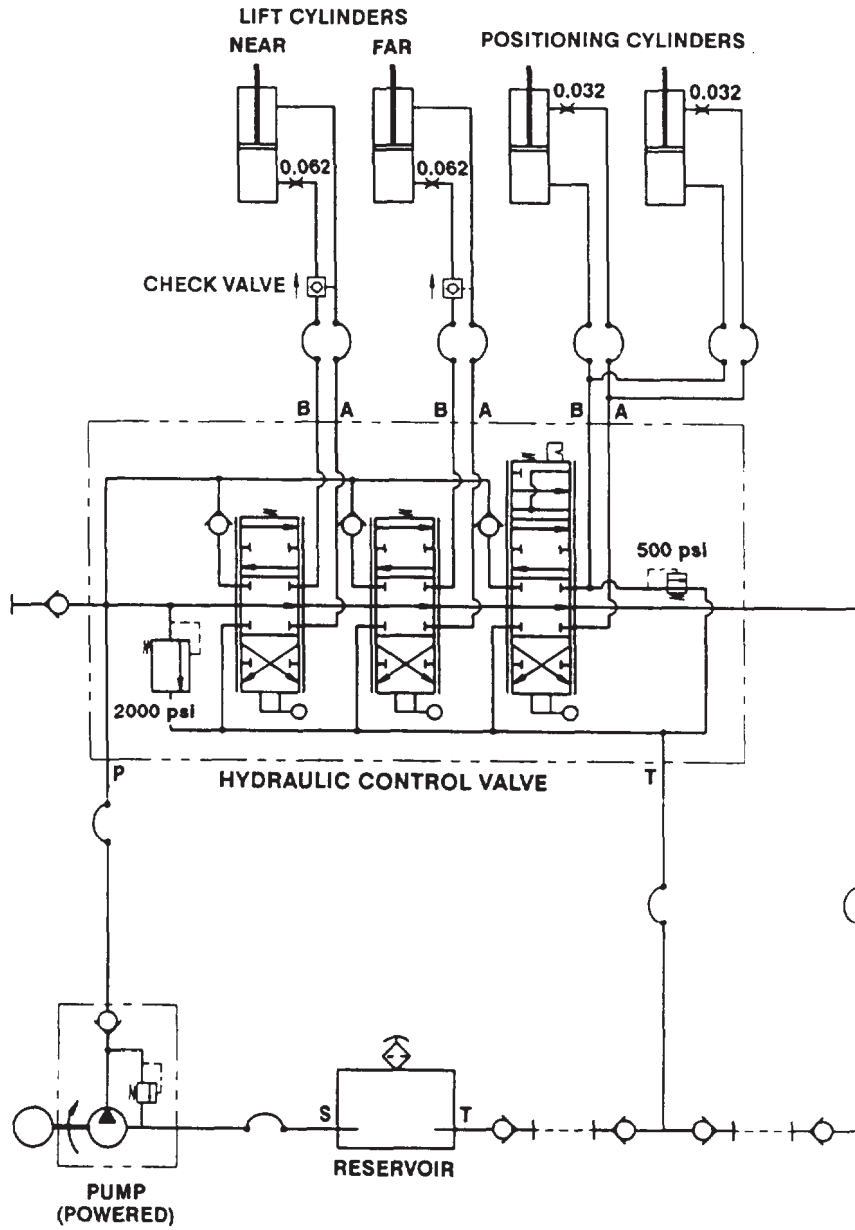 LIFT CYLINDERS
NEAR
FAR
POSITIONING CYLINDERS
0.032
0.032
0.062
0.062
CHECK VALVE
B
A
B
A
B
A
500 psi
2000 psi
P
HYDRAULIC CONTROL VALVE
T
S
T
RESERVOIR
PUMP
(POWERED)